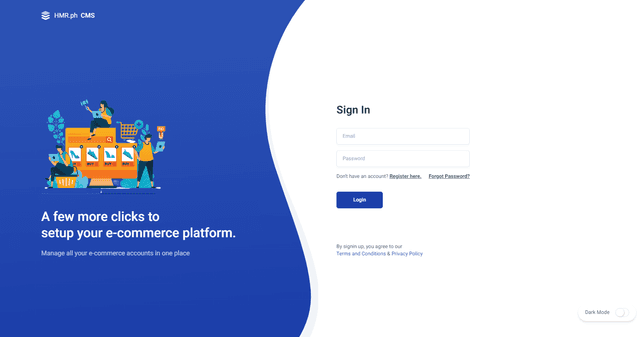 HMR.ph CMS
A few more clicks to
setup your e-commerce platform.
Manage all your e-commerce accounts in one place
Sign In
Email
Password
Don't have an account? Register here. Forgot Password?
Login
By signin up, you agree to our
Terms and Conditions & Privacy Policy
Dark Mode